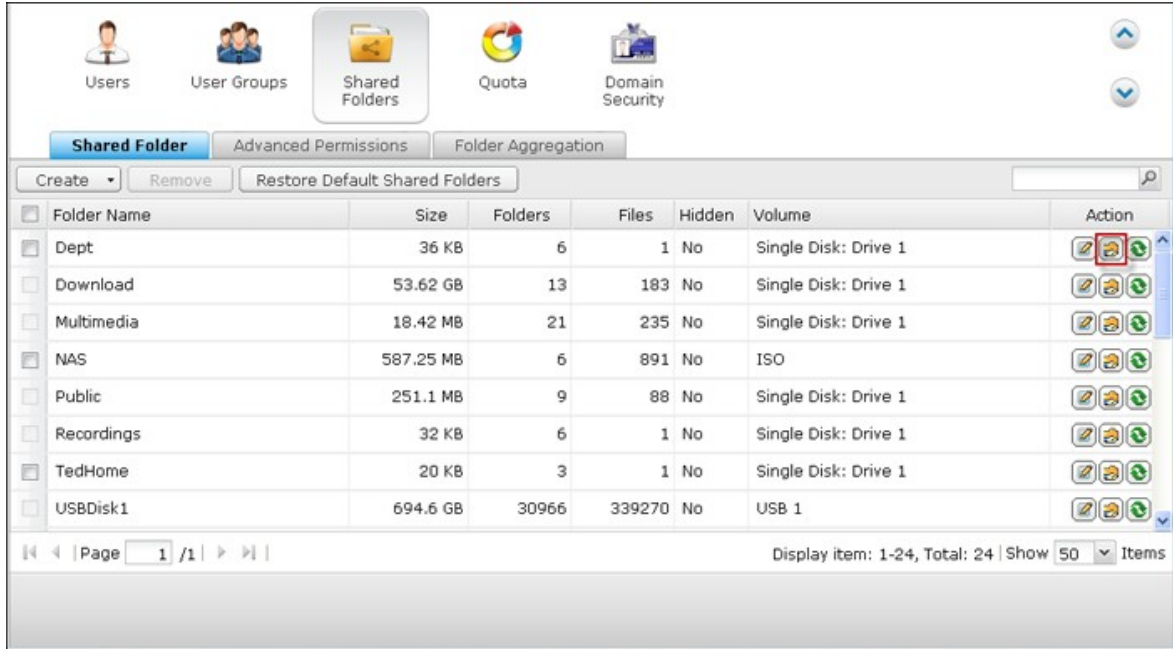 Users User Groups Shared Folders Quota Domain Security
Shared Folder Advanced Permissions Folder Aggregation
Create Remove Restore Default Shared Folders
Folder Name Size Folders Files Hidden Volume Action
Dept 36 KB 6 1 No Single Disk: Drive 1
Download 53.62 GB 13 183 No Single Disk: Drive 1
Multimedia 18.42 MB 21 235 No Single Disk: Drive 1
NAS 587.25 MB 6 891 No ISO
Public 251.1 MB 9 88 No Single Disk: Drive 1
Recordings 32 KB 6 1 No Single Disk: Drive 1
TedHome 20 KB 3 1 No Single Disk: Drive 1
USBDisk1 694.6 GB 30966 339270 No USB 1
Page 1 /1 Display item: 1-24, Total: 24 Show 50 Items